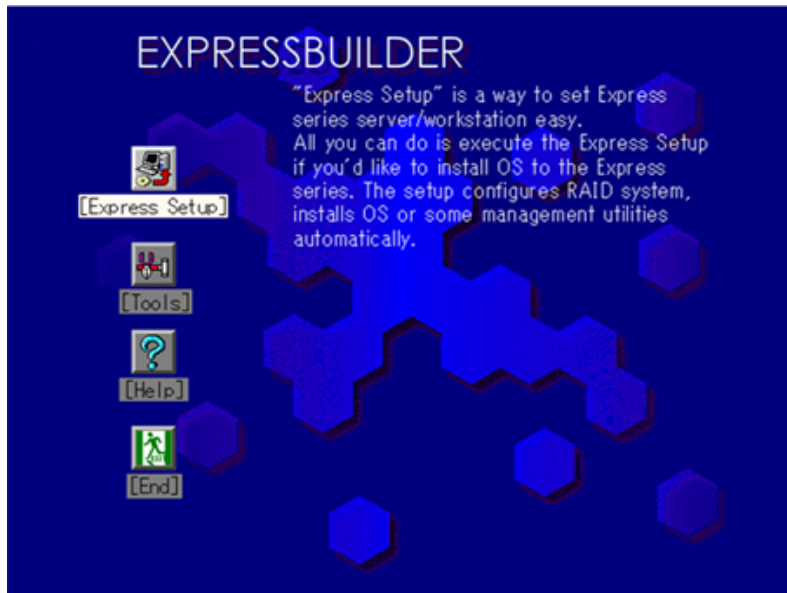 EXPRESSBUILDER
"Express Setup" is a way to set Express
series server/workstation easy.
All you can do is execute the Express Setup
if you'd like to install OS to the Express
series. The setup configures RAID system,
installs OS or some management utilities
automatically.
[Express Setup]
[Tools]
[Help]
[End]